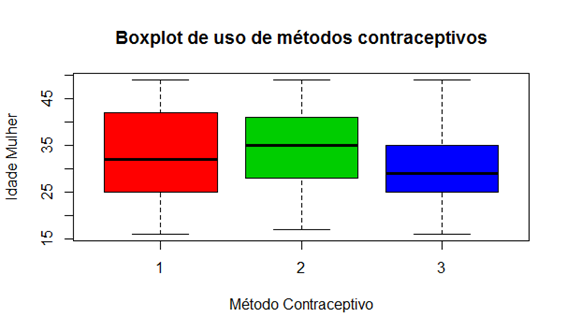 Boxplot de uso de métodos contraceptivos
Idade Mulher
45
35
25
15
1 2 3
Método Contraceptivo